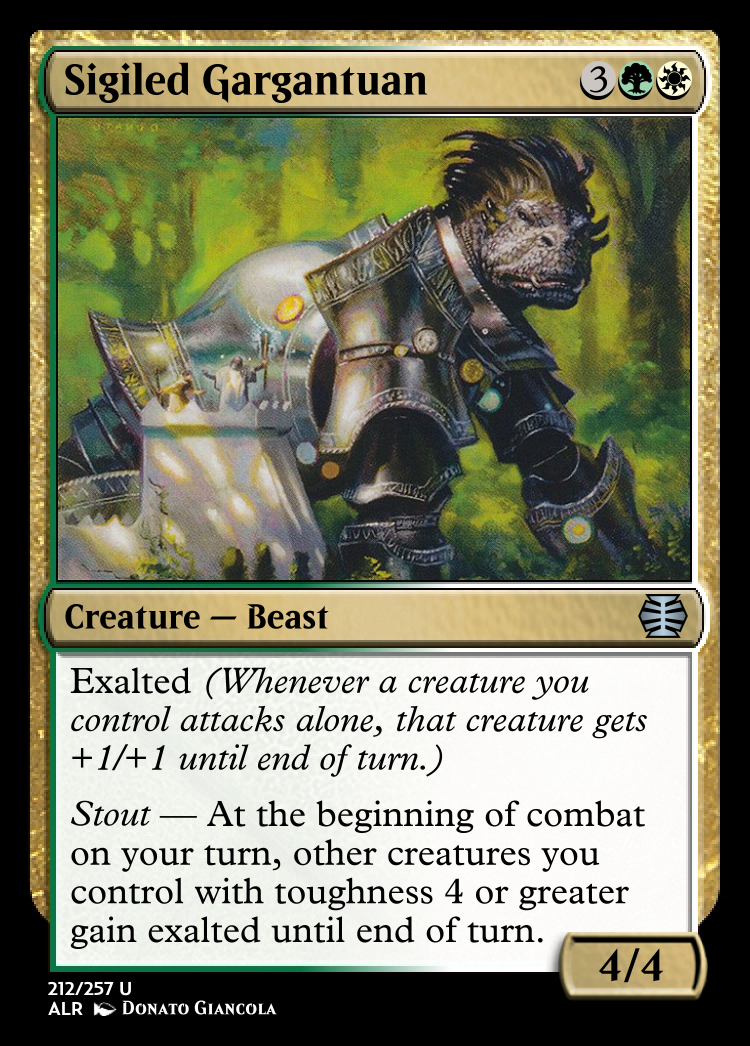 Sigiled Gargantuan 3
Creature — Beast
Exalted (Whenever a creature you
control attacks alone, that creature gets
+1/+1 until end of turn.)
Stout — At the beginning of combat
on your turn, other creatures you
control with toughness 4 or greater
gain exalted until end of turn.
4/4
212/257 U
ALR Donato Giancola